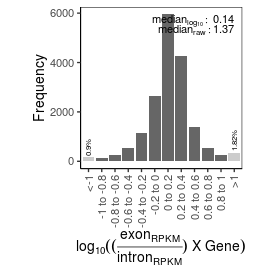 6000
4000
2000
0
Frequency
median_log10 : 0.14
median_raw : 1.37
0.9%
1.82%
<-1
-1 to -0.8
-0.8 to -0.6
-0.6 to -0.4
-0.4 to -0.2
-0.2 to 0
0 to 0.2
0.2 to 0.4
0.4 to 0.6
0.6 to 0.8
0.8 to 1
>1
log10((exon_RPKM / intron_RPKM) X Gene)